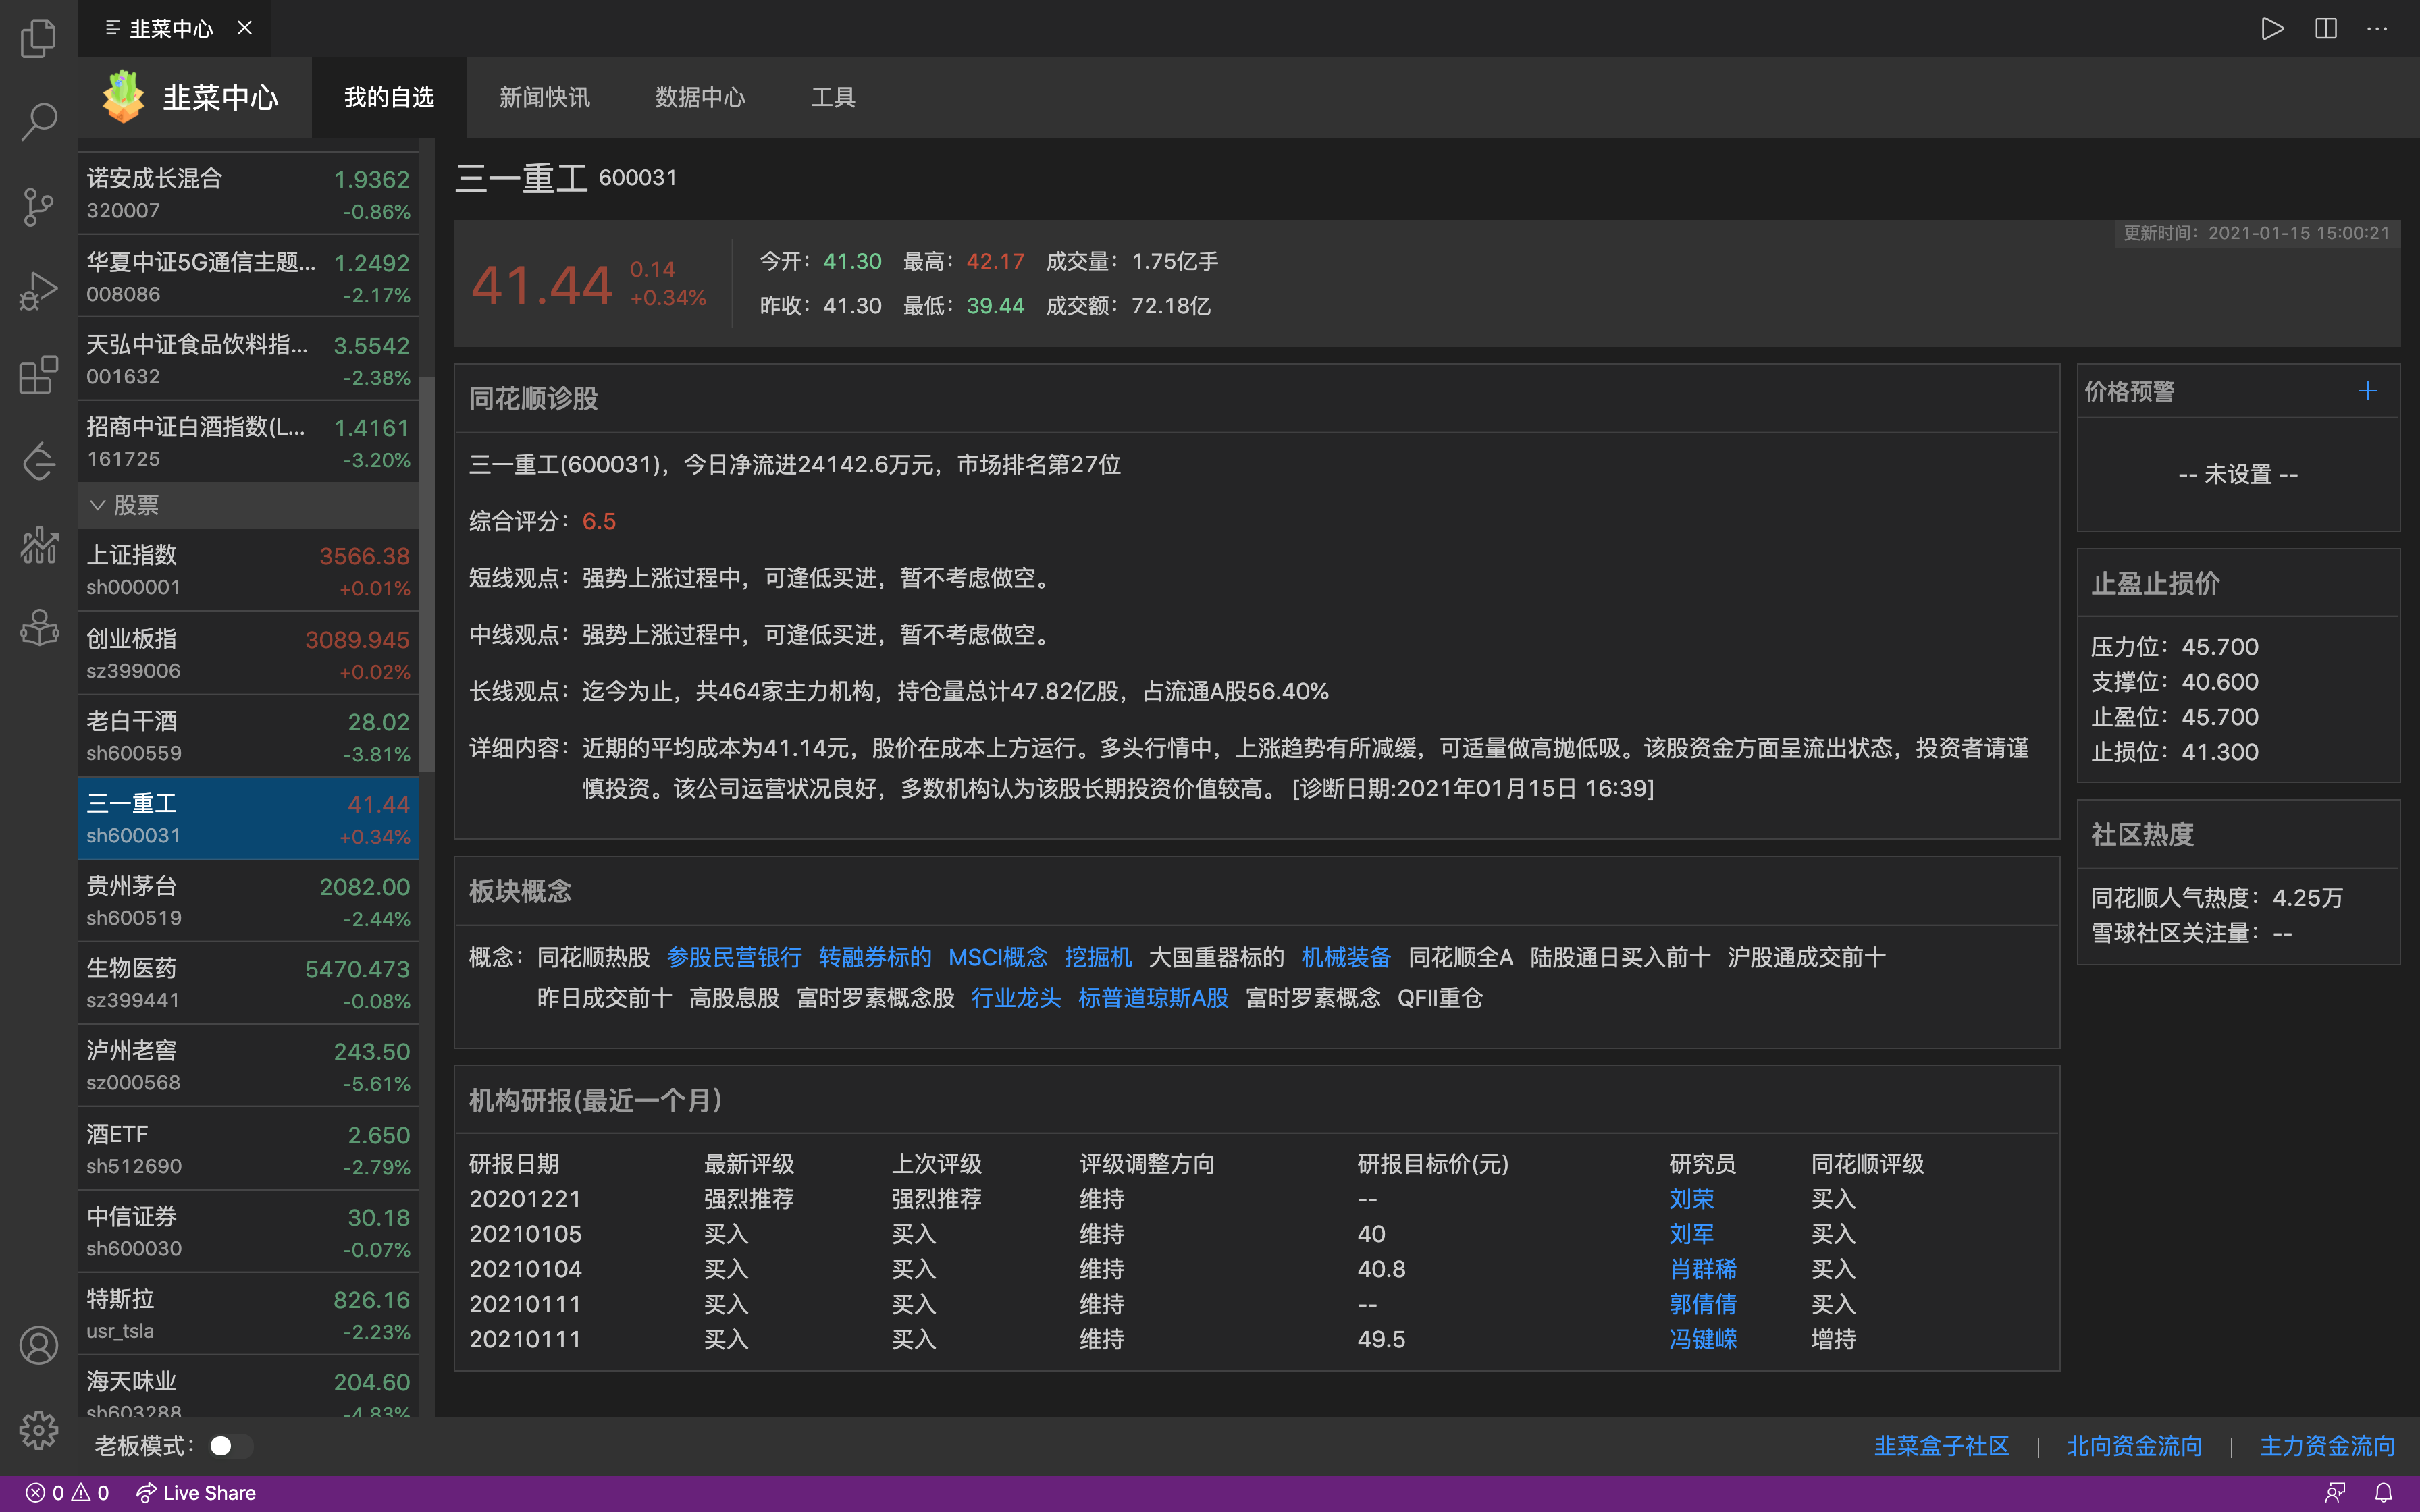 韭菜中心
韭菜中心 我的自选 新闻快讯 数据中心 工具
诺安成长混合 1.9362
320007 -0.86%
华夏中证5G通信主题... 1.2492
008086 -2.17%
天弘中证食品饮料指... 3.5542
001632 -2.38%
招商中证白酒指数(L... 1.4161
161725 -3.20%
股票
上证指数 3566.38
sh000001 +0.01%
创业板指 3089.945
sz399006 +0.02%
老白干酒 28.02
sh600559 -3.81%
三一重工 41.44
sh600031 +0.34%
贵州茅台 2082.00
sh600519 -2.44%
生物医药 5470.473
sz399441 -0.08%
泸州老窖 243.50
sz000568 -5.61%
酒ETF 2.650
sh512690 -2.79%
中信证券 30.18
sh600030 -0.07%
特斯拉 826.16
usr_tsla -2.23%
海天味业 204.60
sh603288 -4.83%
三一重工 600031
更新时间：2021-01-15 15:00:21
41.44 0.14 +0.34%
今开：41.30 最高：42.17 成交量：1.75亿手
昨收：41.30 最低：39.44 成交额：72.18亿
同花顺诊股
三一重工(600031)，今日净流进24142.6万元，市场排名第27位
综合评分：6.5
短线观点：强势上涨过程中，可逢低买进，暂不考虑做空。
中线观点：强势上涨过程中，可逢低买进，暂不考虑做空。
长线观点：迄今为止，共464家主力机构，持仓量总计47.82亿股，占流通A股56.40%
详细内容：近期的平均成本为41.14元，股价在成本上方运行。多头行情中，上涨趋势有所减缓，可适量做高抛低吸。该股资金方面呈流出状态，投资者请谨
慎投资。该公司运营状况良好，多数机构认为该股长期投资价值较高。 [诊断日期:2021年01月15日 16:39]
板块概念
概念：同花顺热股 参股民营银行 转融券标的 MSCI概念 挖掘机 大国重器标的 机械装备 同花顺全A 陆股通日买入前十 沪股通成交前十
昨日成交前十 高股息股 富时罗素概念股 行业龙头 标普道琼斯A股 富时罗素概念 QFII重仓
机构研报(最近一个月)
研报日期 最新评级 上次评级 评级调整方向 研报目标价(元) 研究员 同花顺评级
20201221 强烈推荐 强烈推荐 维持 -- 刘荣 买入
20210105 买入 买入 维持 40 刘军 买入
20210104 买入 买入 维持 40.8 肖群稀 买入
20210111 买入 买入 维持 -- 郭倩倩 买入
20210111 买入 买入 维持 49.5 冯键嵘 增持
价格预警 +
-- 未设置 --
止盈止损价
压力位：45.700
支撑位：40.600
止盈位：45.700
止损位：41.300
社区热度
同花顺人气热度：4.25万
雪球社区关注量：--
老板模式：
韭菜盒子社区 | 北向资金流向 | 主力资金流向
0 0 Live Share